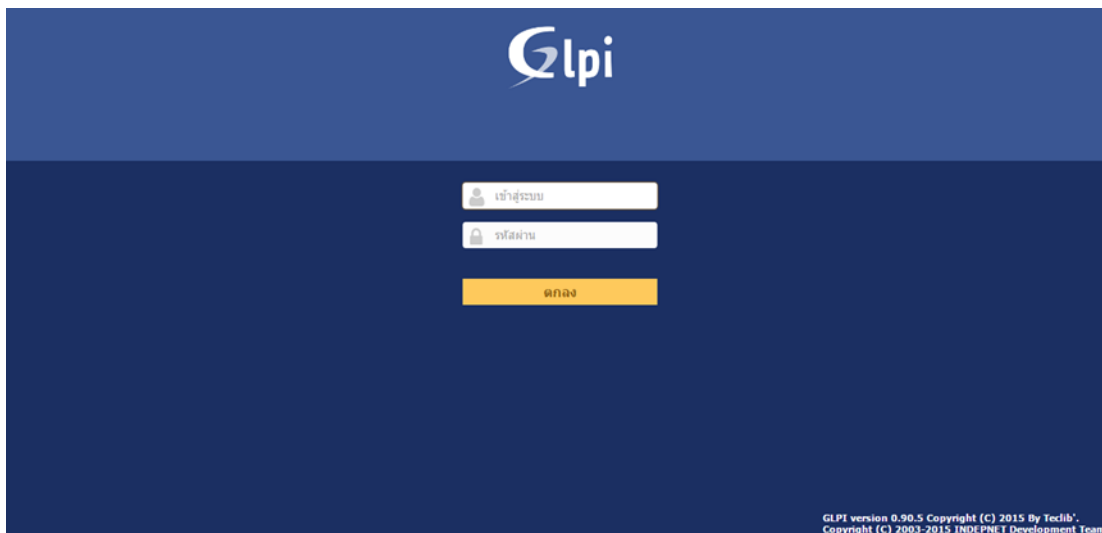 Glpi
เข้าสู่ระบบ
รหัสผ่าน
ตกลง
GLPI version 0.90.5 Copyright (C) 2015 By Teclib'.
Copyright (C) 2003-2015 INDEPNET Development Team